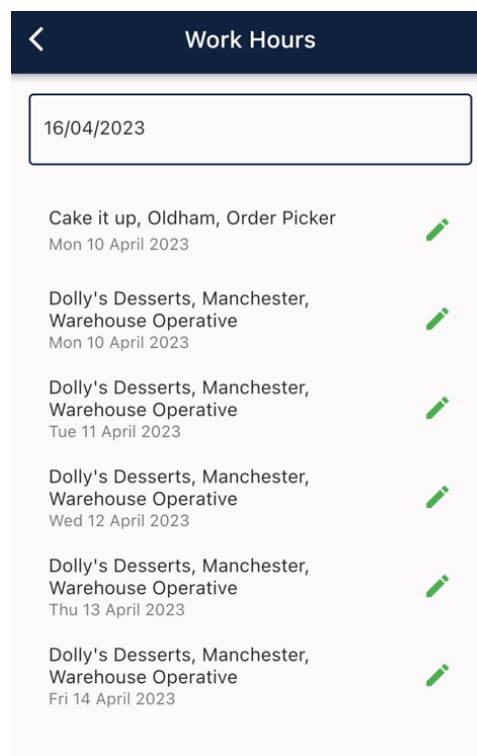 Work Hours
16/04/2023
Cake it up, Oldham, Order Picker
Mon 10 April 2023
Dolly's Desserts, Manchester,
Warehouse Operative
Mon 10 April 2023
Dolly's Desserts, Manchester,
Warehouse Operative
Tue 11 April 2023
Dolly's Desserts, Manchester,
Warehouse Operative
Wed 12 April 2023
Dolly's Desserts, Manchester,
Warehouse Operative
Thu 13 April 2023
Dolly's Desserts, Manchester,
Warehouse Operative
Fri 14 April 2023